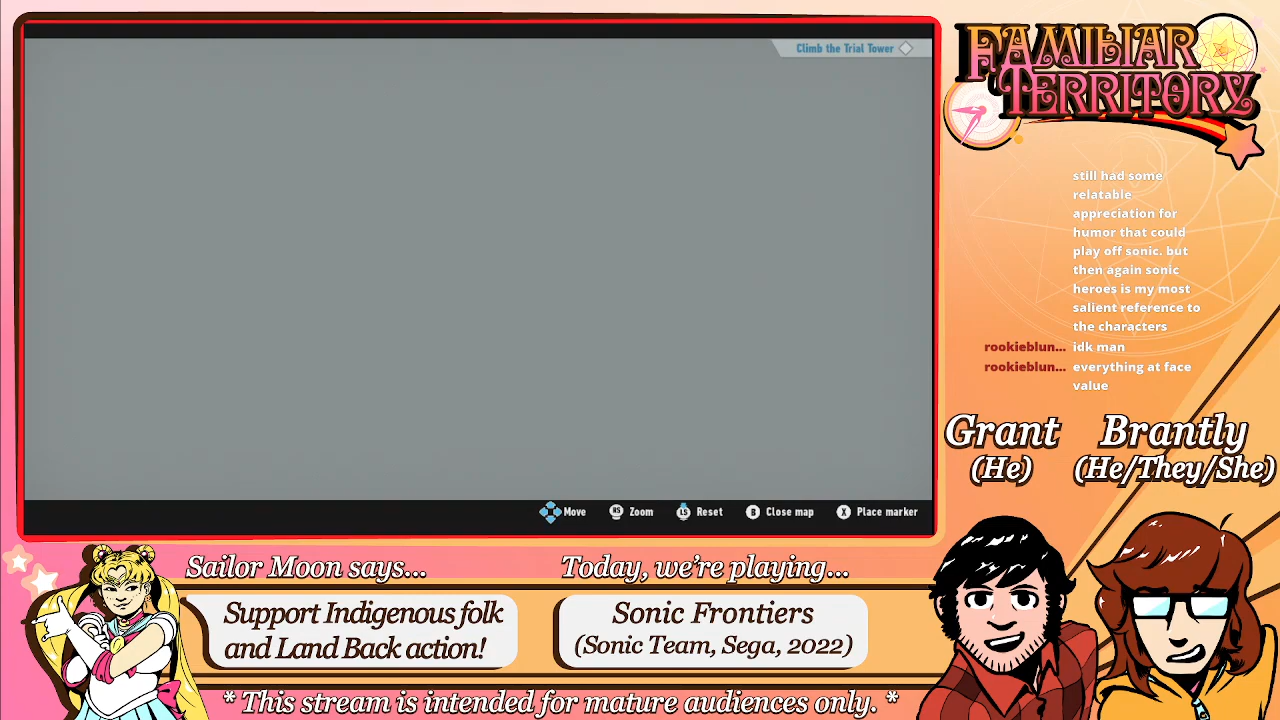 Climb the Trial Tower
FAMILIAR
TERRITORY
still had some
relatable
appreciation for
humor that could
play off sonic. but
then again sonic
heroes is my most
salient reference to
the characters
rookieblun... idk man
rookieblun... everything at face
value
Grant
(He)
Brantly
(He/They/She)
RS Zoom
Move
LS Reset
B Close map
X Place marker
Sailor Moon says...
Support Indigenous folk
and Land Back action!
Today, we're playing...
Sonic Frontiers
(Sonic Team, Sega, 2022)
* This stream is intended for mature audiences only. *